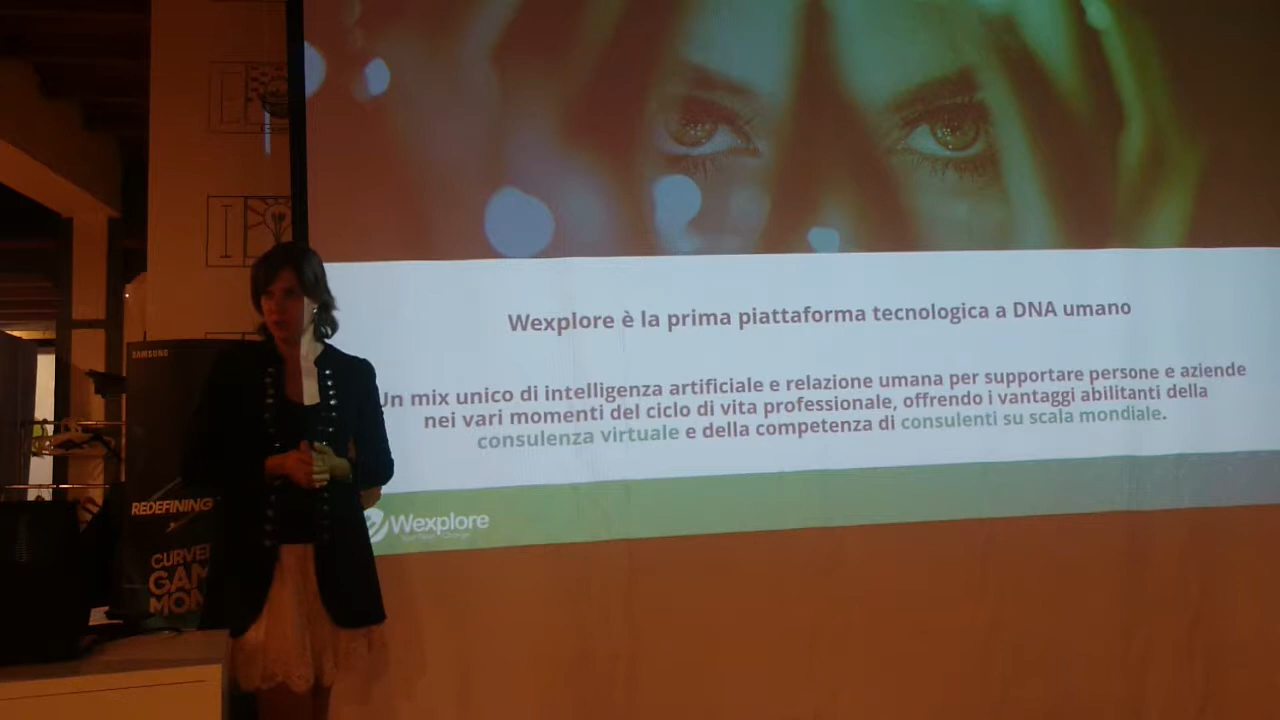 Wexplore è la prima piattaforma tecnologica a DNA umano
Un mix unico di intelligenza artificiale e relazione umana per supportare persone e aziende
nei vari momenti del ciclo di vita professionale, offrendo i vantaggi abilitanti della
consulenza virtuale e della competenza di consulenti su scala mondiale.
Wexplore
SAMSUNG
REDEFINING
CURVE
GAM
MON